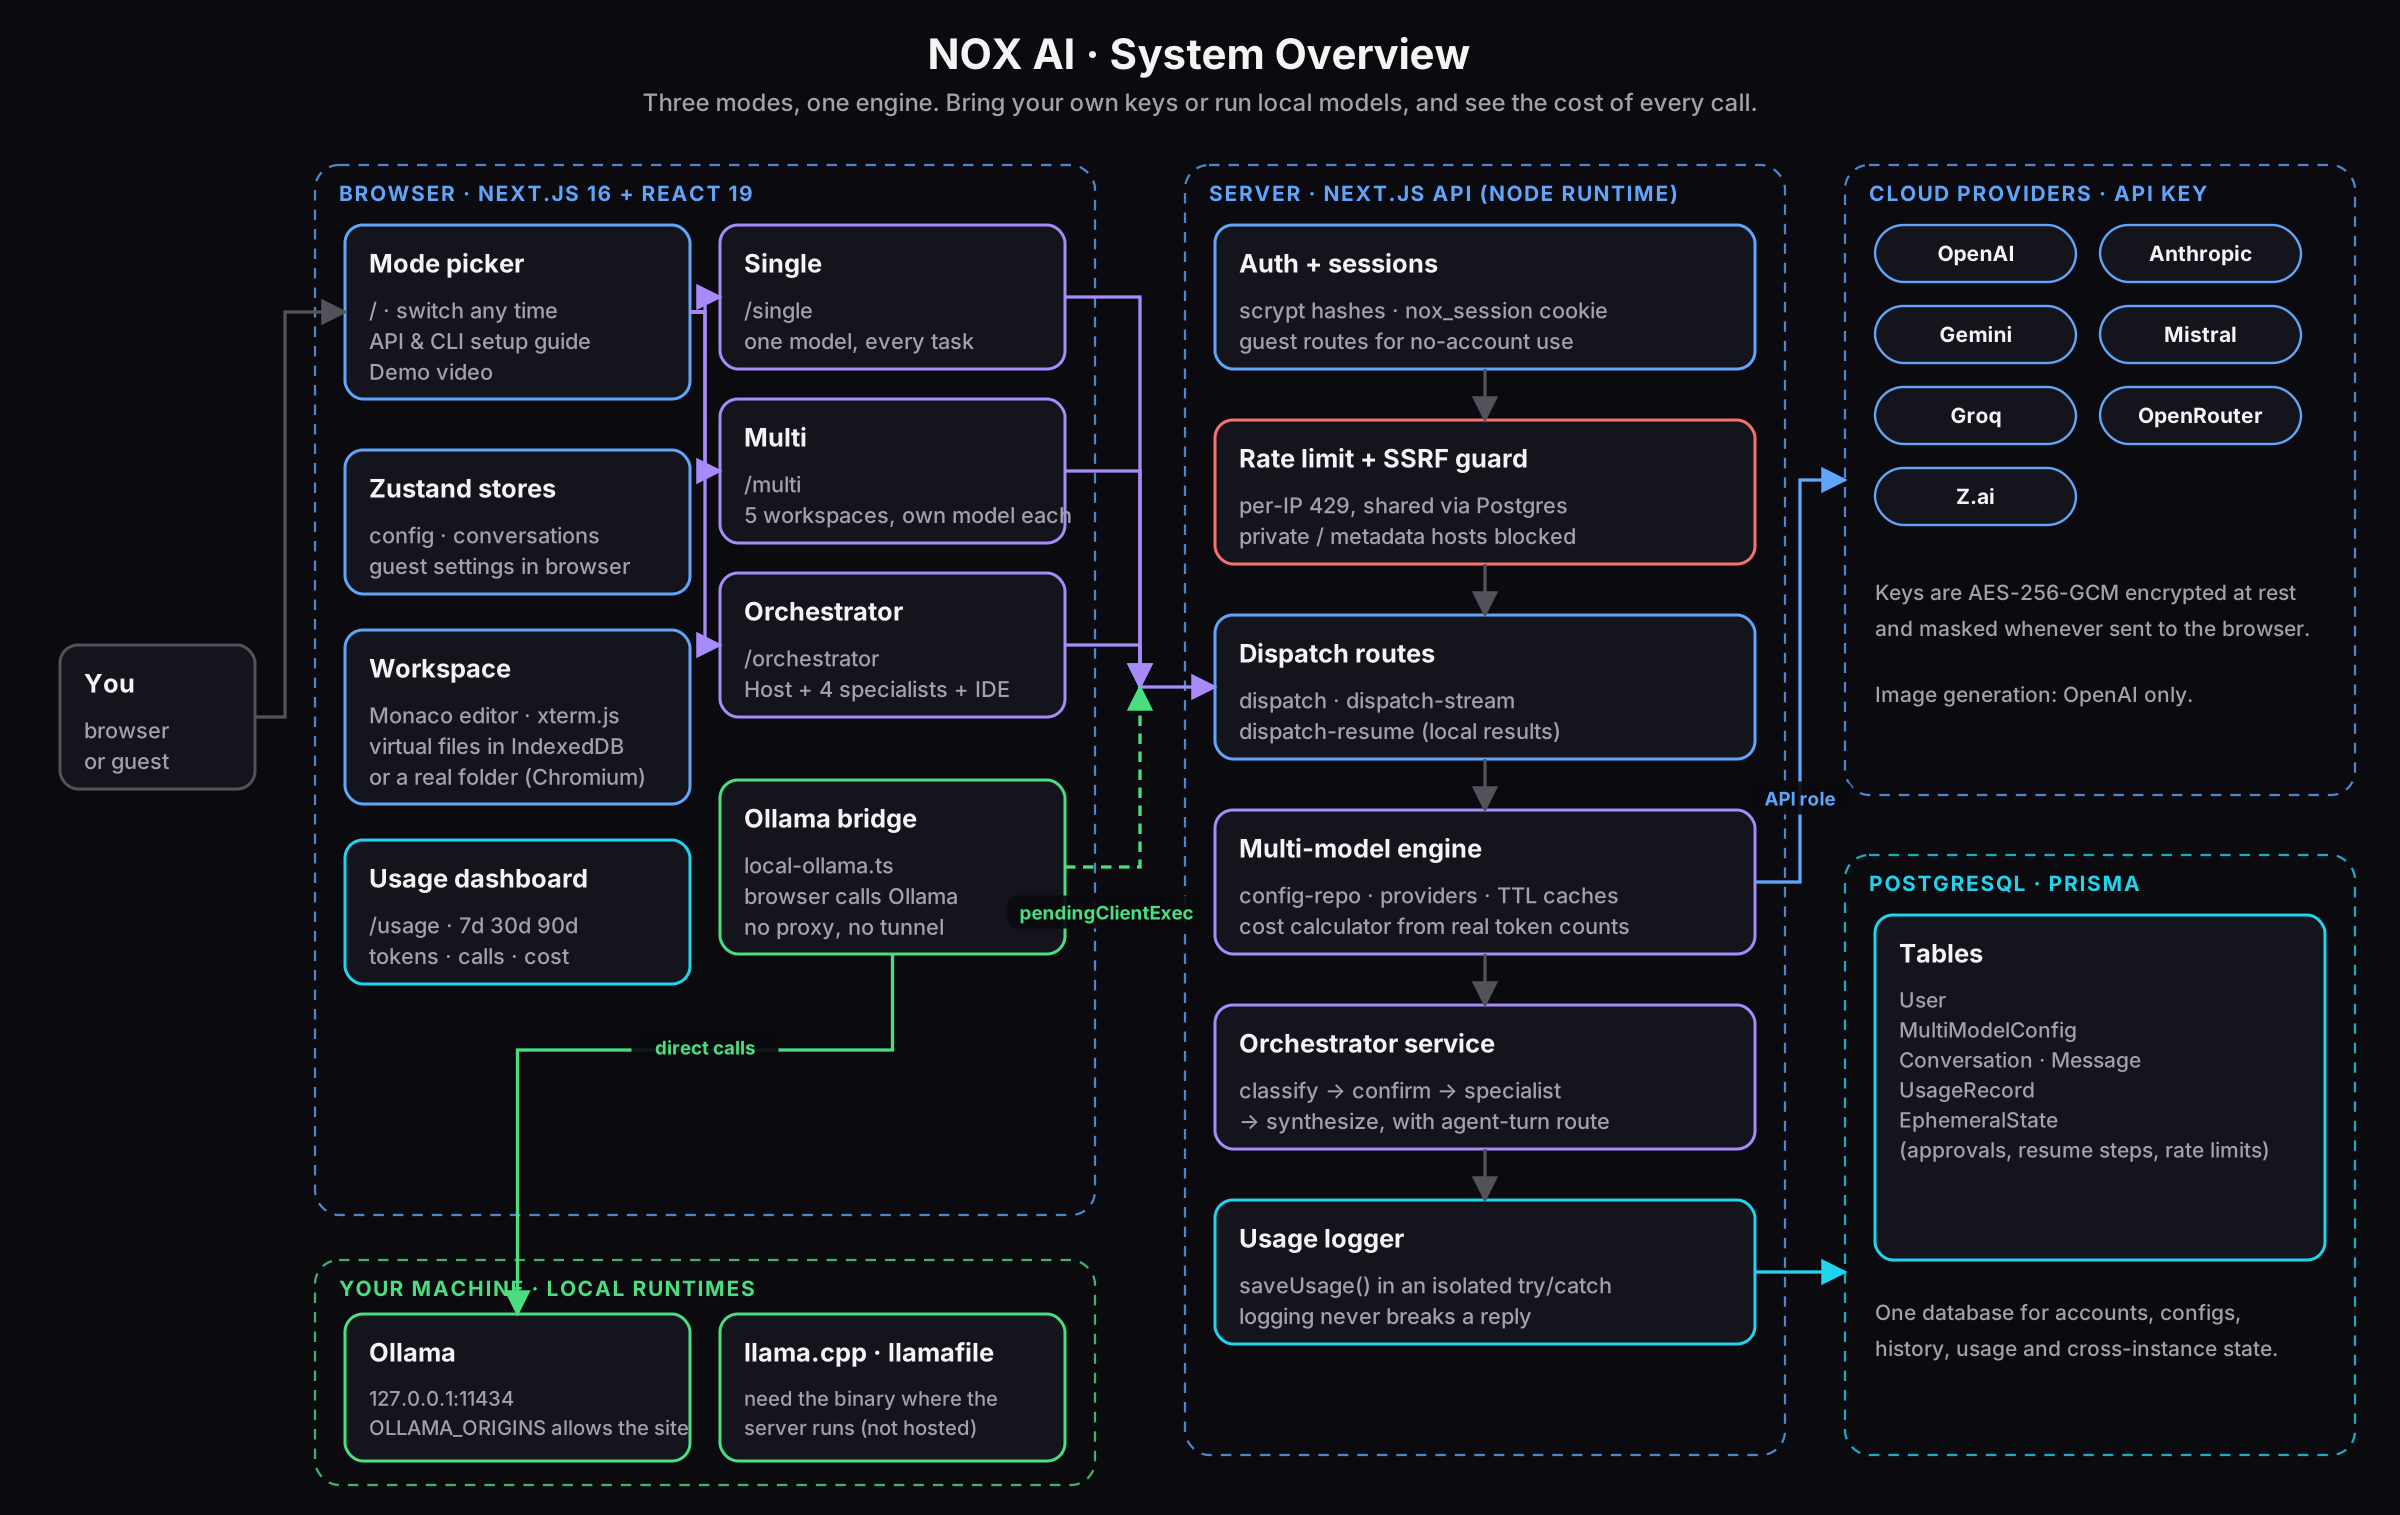 NOX AI · System Overview
Three modes, one engine. Bring your own keys or run local models, and see the cost of every call.
You
browser
or guest
BROWSER · NEXT.JS 16 + REACT 19
Mode picker
/ · switch any time
API & CLI setup guide
Demo video
Zustand stores
config · conversations
guest settings in browser
Workspace
Monaco editor · xterm.js
virtual files in IndexedDB
or a real folder (Chromium)
Usage dashboard
/usage · 7d 30d 90d
tokens · calls · cost
Single
/single
one model, every task
Multi
/multi
5 workspaces, own model each
Orchestrator
/orchestrator
Host + 4 specialists + IDE
Ollama bridge
local-ollama.ts
browser calls Ollama
no proxy, no tunnel
pendingClientExec
direct calls
YOUR MACHINE · LOCAL RUNTIMES
Ollama
127.0.0.1:11434
OLLAMA_ORIGINS allows the site
llama.cpp · llamafile
need the binary where the
server runs (not hosted)
SERVER · NEXT.JS API (NODE RUNTIME)
Auth + sessions
scrypt hashes · nox_session cookie
guest routes for no-account use
Rate limit + SSRF guard
per-IP 429, shared via Postgres
private / metadata hosts blocked
Dispatch routes
dispatch · dispatch-stream
dispatch-resume (local results)
Multi-model engine
config-repo · providers · TTL caches
cost calculator from real token counts
Orchestrator service
classify → confirm → specialist
→ synthesize, with agent-turn route
Usage logger
saveUsage() in an isolated try/catch
logging never breaks a reply
API role
CLOUD PROVIDERS · API KEY
OpenAI
Anthropic
Gemini
Mistral
Groq
OpenRouter
Z.ai
Keys are AES-256-GCM encrypted at rest
and masked whenever sent to the browser.
Image generation: OpenAI only.
POSTGRESQL · PRISMA
Tables
User
MultiModelConfig
Conversation · Message
UsageRecord
EphemeralState
(approvals, resume steps, rate limits)
One database for accounts, configs,
history, usage and cross-instance state.